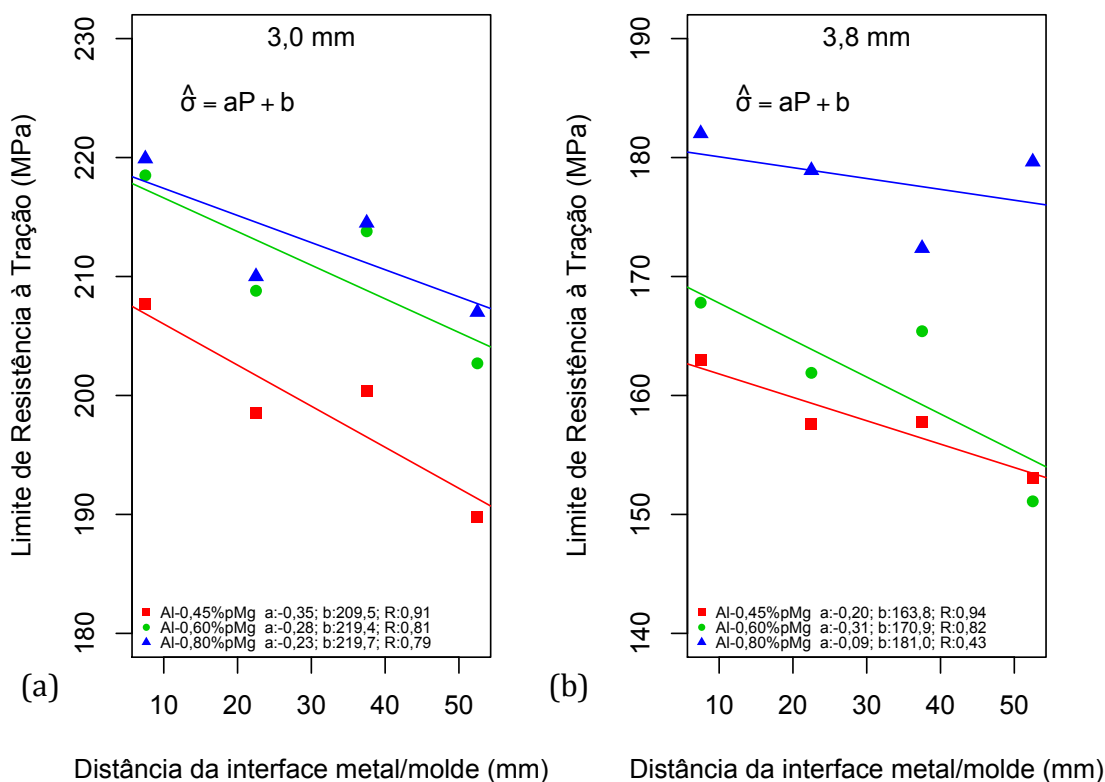 3,0 mm
σ̂ = aP + b
Limite de Resistência à Tração (MPa)
230
220
210
200
190
180
Al-0,45%pMg a:-0,35; b:209,5; R:0,91
Al-0,60%pMg a:-0,28; b:219,4; R:0,81
Al-0,80%pMg a:-0,23; b:219,7; R:0,79
(a)
10 20 30 40 50
Distância da interface metal/molde (mm)
3,8 mm
σ̂ = aP + b
Limite de Resistência à Tração (MPa)
190
180
170
160
150
140
Al-0,45%pMg a:-0,20; b:163,8; R:0,94
Al-0,60%pMg a:-0,31; b:170,9; R:0,82
Al-0,80%pMg a:-0,09; b:181,0; R:0,43
(b)
10 20 30 40 50
Distância da interface metal/molde (mm)